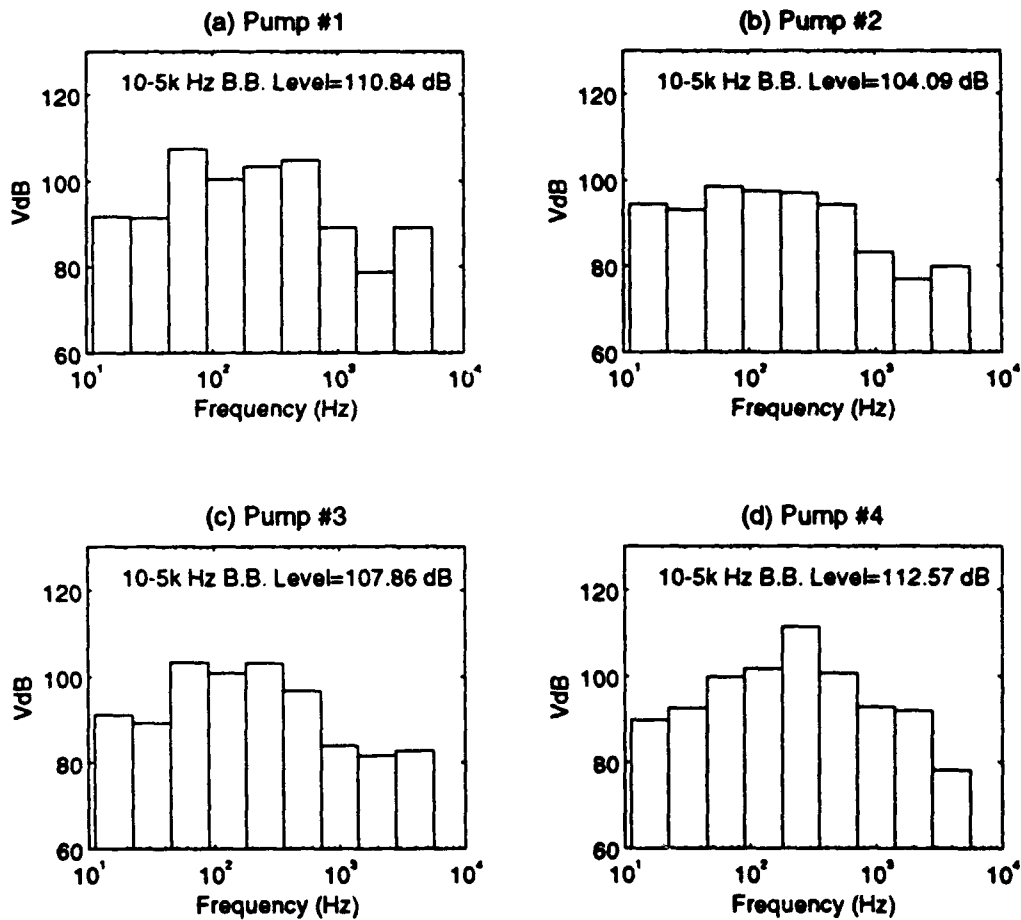 (a) Pump #1
10-5k Hz B.B. Level=110.84 dB
VdB
120
100
80
60
10¹
10²
10³
10⁴
Frequency (Hz)
(b) Pump #2
10-5k Hz B.B. Level=104.09 dB
VdB
120
100
80
60
10¹
10²
10³
10⁴
Frequency (Hz)
(c) Pump #3
10-5k Hz B.B. Level=107.86 dB
VdB
120
100
80
60
10¹
10²
10³
10⁴
Frequency (Hz)
(d) Pump #4
10-5k Hz B.B. Level=112.57 dB
VdB
120
100
80
60
10¹
10²
10³
10⁴
Frequency (Hz)